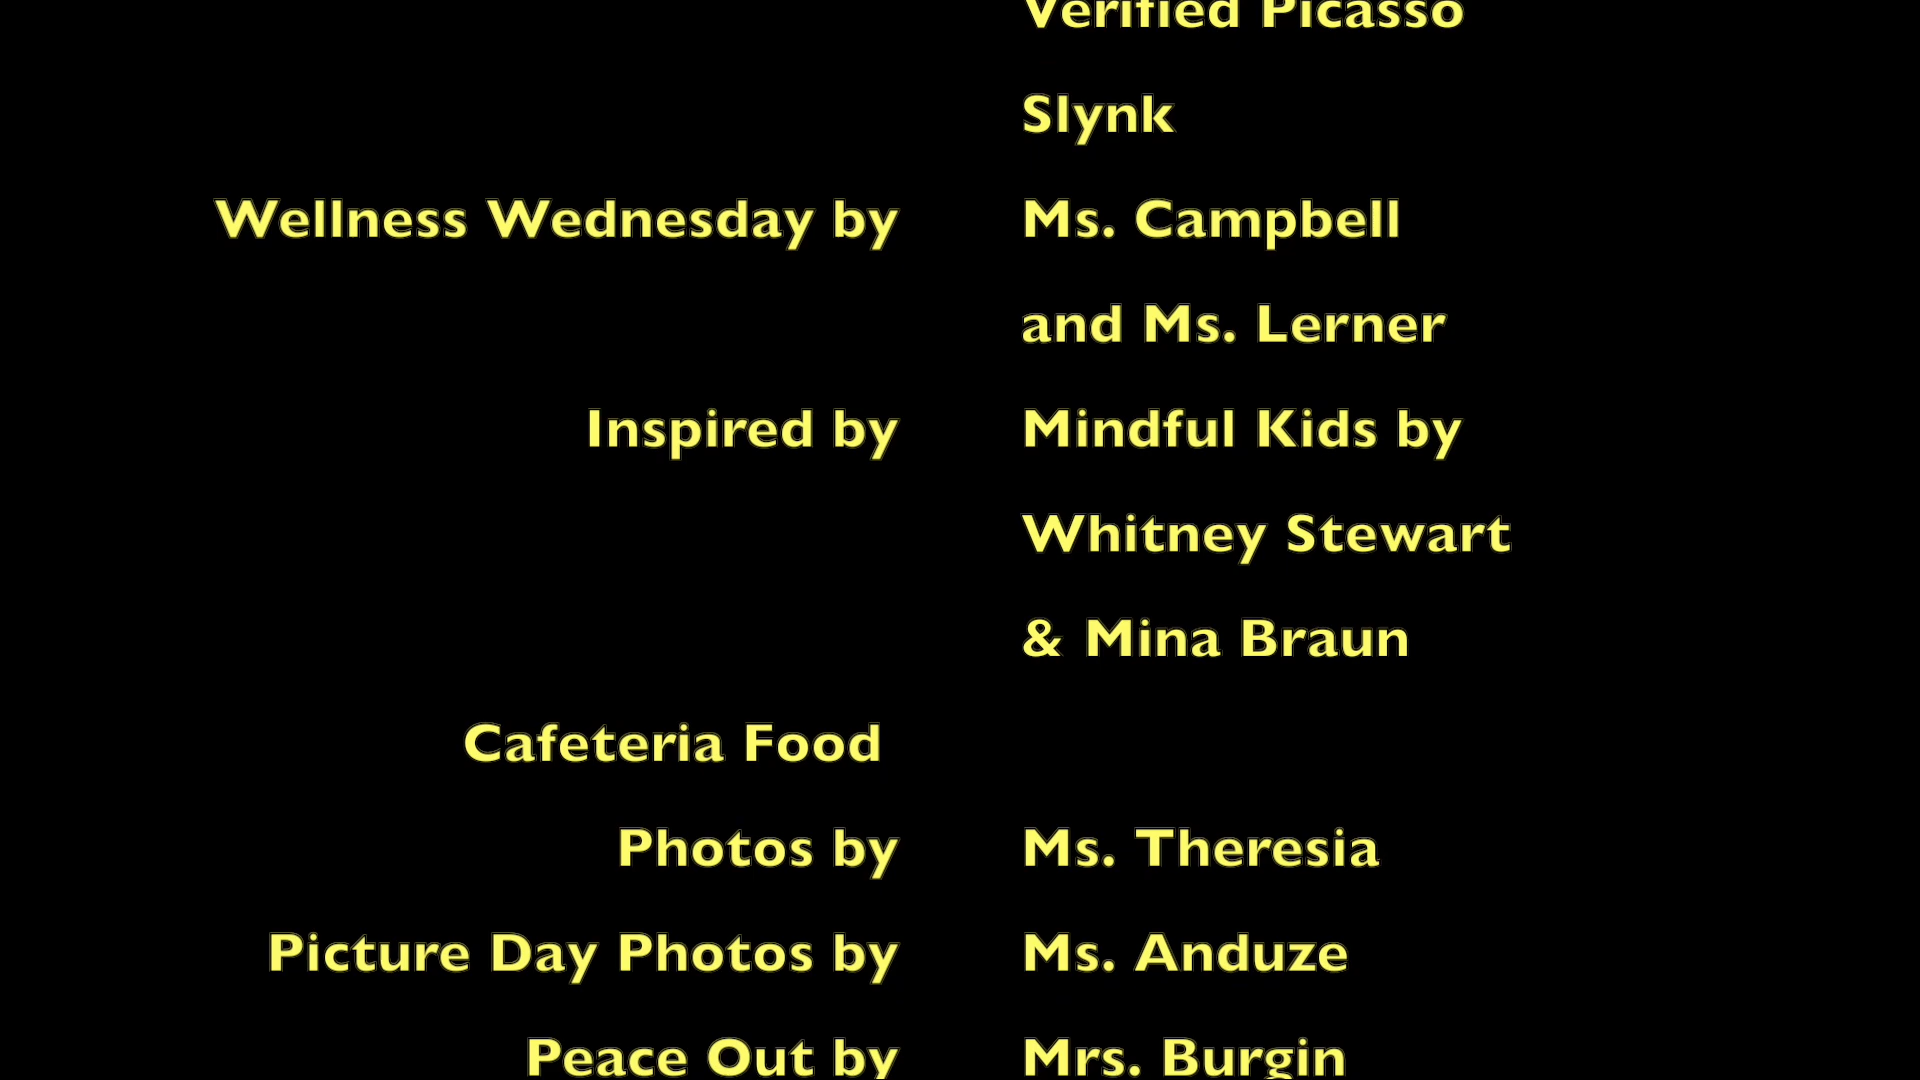 Verified Picasso
Slynk
Wellness Wednesday by Ms. Campbell
and Ms. Lerner
Inspired by Mindful Kids by
Whitney Stewart
& Mina Braun
Cafeteria Food
Photos by Ms. Theresia
Picture Day Photos by Ms. Anduze
Peace Out by Mrs. Burgin